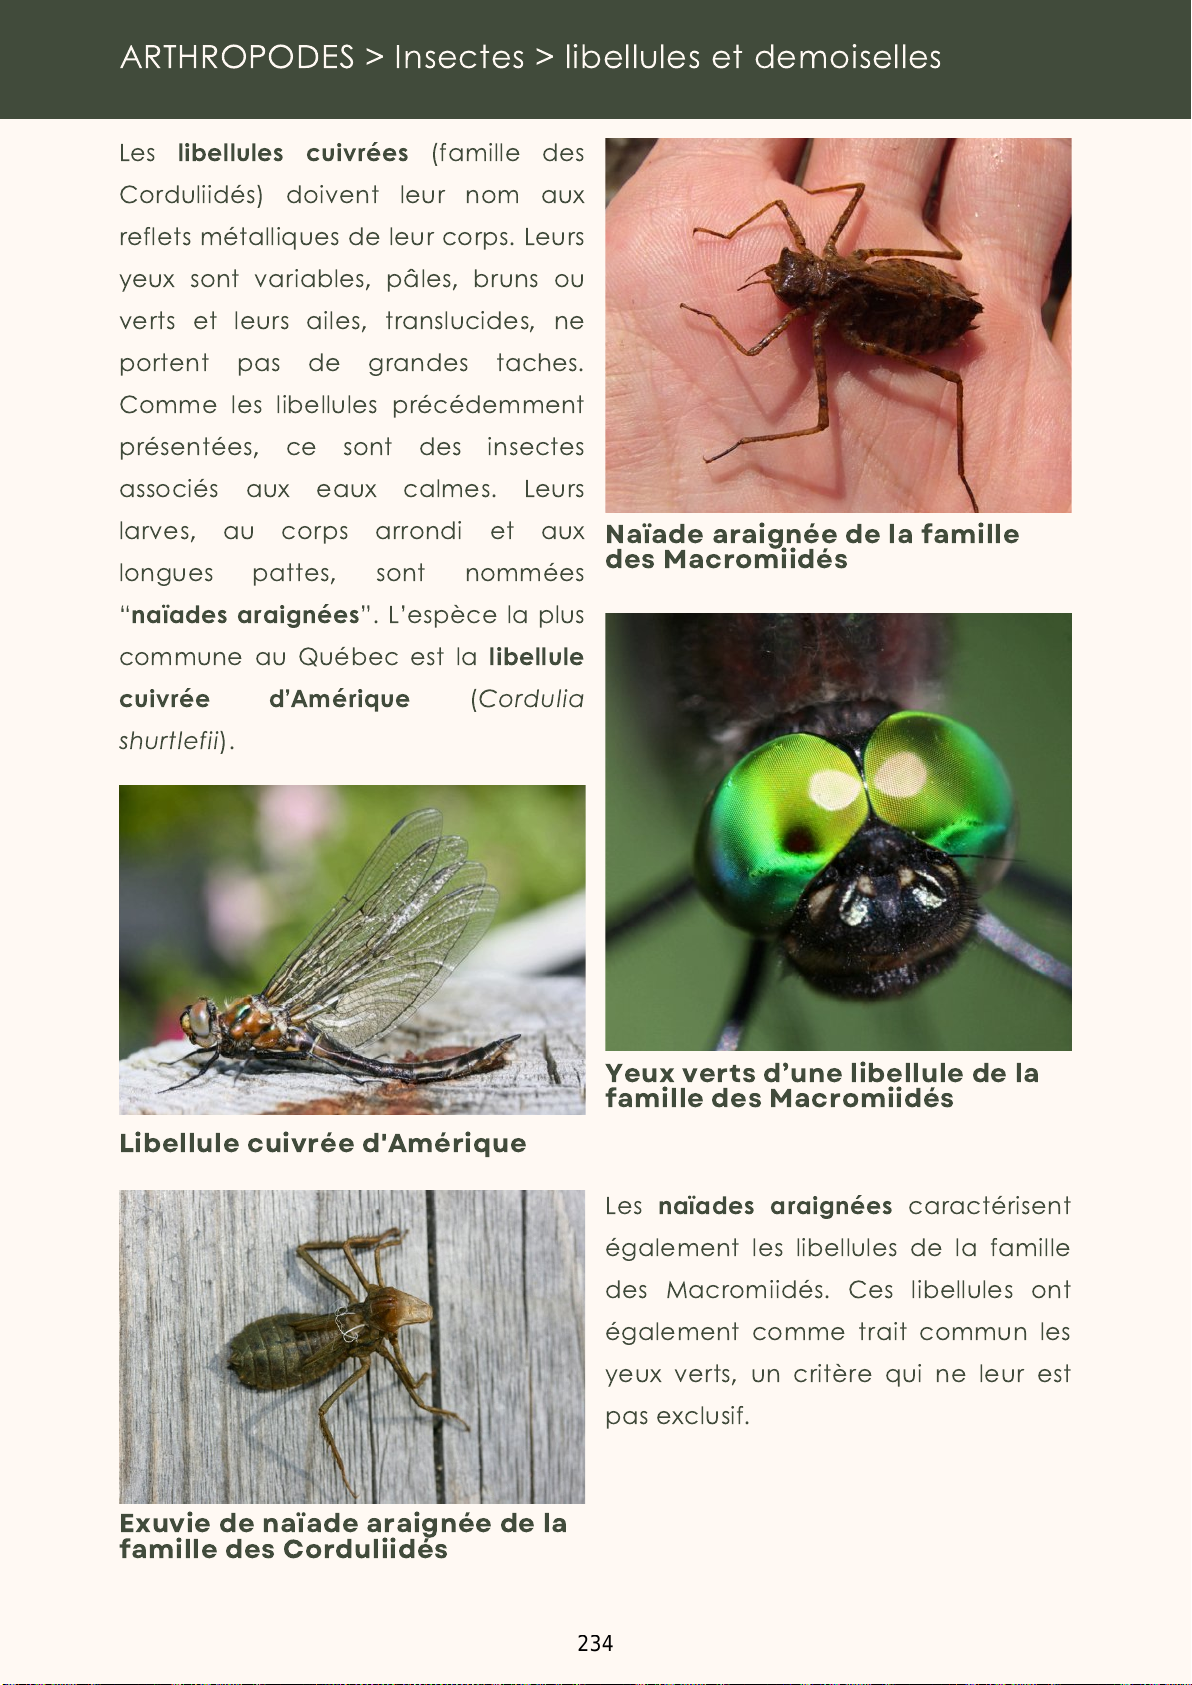 ARTHROPODES > Insectes > libellules et demoiselles
Les libellules cuivrées (famille des
Corduliidés) doivent leur nom aux
reflets métalliques de leur corps. Leurs
yeux sont variables, pâles, bruns ou
verts et leurs ailes, translucides, ne
portent pas de grandes taches.
Comme les libellules précédemment
présentées, ce sont des insectes
associés aux eaux calmes. Leurs
larves, au corps arrondi et aux
longues pattes, sont nommées
“naïades araignées”. L’espèce la plus
commune au Québec est la libellule
cuivrée d’Amérique (Cordulia
shurtlefii).
Libellule cuivrée d'Amérique
Exuvie de naïade araignée de la
famille des Corduliidés
Naïade araignée de la famille
des Macromiidés
Yeux verts d’une libellule de la
famille des Macromiidés
Les naïades araignées caractérisent
également les libellules de la famille
des Macromiidés. Ces libellules ont
également comme trait commun les
yeux verts, un critère qui ne leur est
pas exclusif.
234